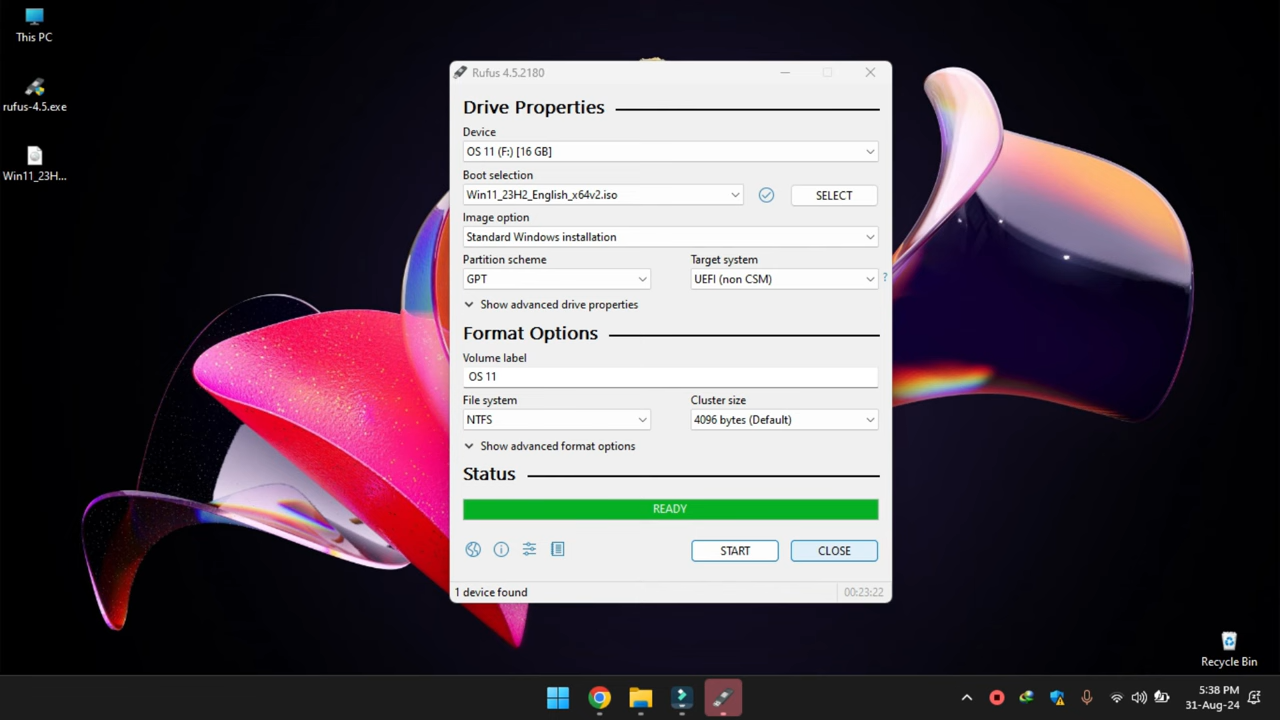 This PC
rufus-4.5.exe
Win11_23H...
Rufus 4.5.2180
Drive Properties
Device
OS 11 (F:) [16 GB]
Boot selection
Win11_23H2_English_x64v2.iso
SELECT
Image option
Standard Windows installation
Partition scheme
Target system
GPT
UEFI (non CSM)
?
Show advanced drive properties
Format Options
Volume label
OS 11
File system
Cluster size
NTFS
4096 bytes (Default)
Show advanced format options
Status
READY
START
CLOSE
1 device found
00:23:22
Recycle Bin
5:38 PM
31-Aug-24